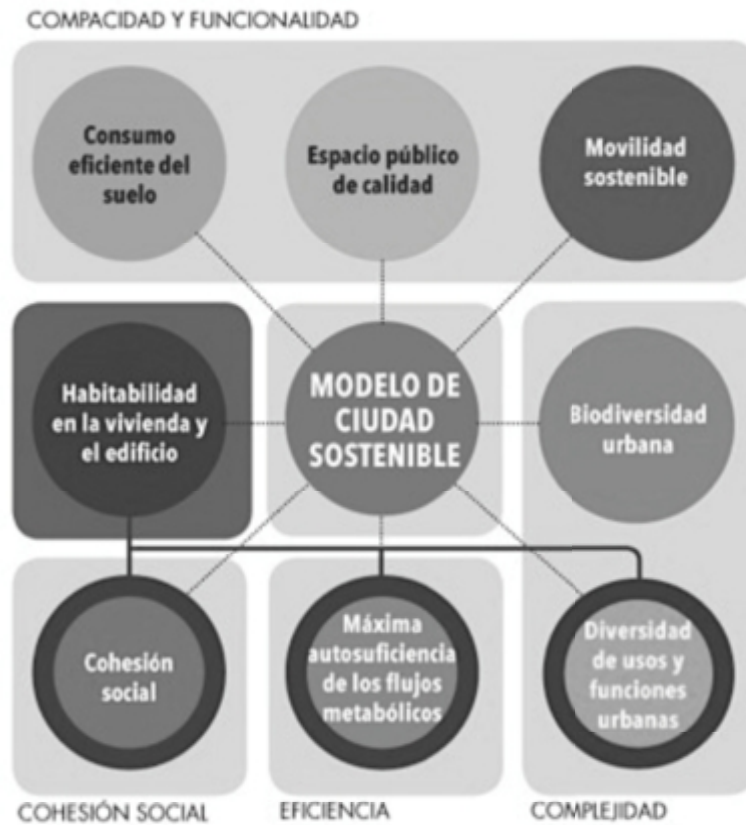 COMPACIDAD Y FUNCIONALIDAD
Consumo
eficiente del
suelo
Espacio público
de calidad
Movilidad
sostenible
Habitabilidad
en la vivienda y
el edificio
MODELO DE
CIUDAD
SOSTENIBLE
Biodiversidad
urbana
Cohesión
social
Máxima
autosuficiencia
de los flujos
metabólicos
Diversidad
de usos y
funciones
urbanas
COHESIÓN SOCIAL
EFICIENCIA
COMPLEJIDAD